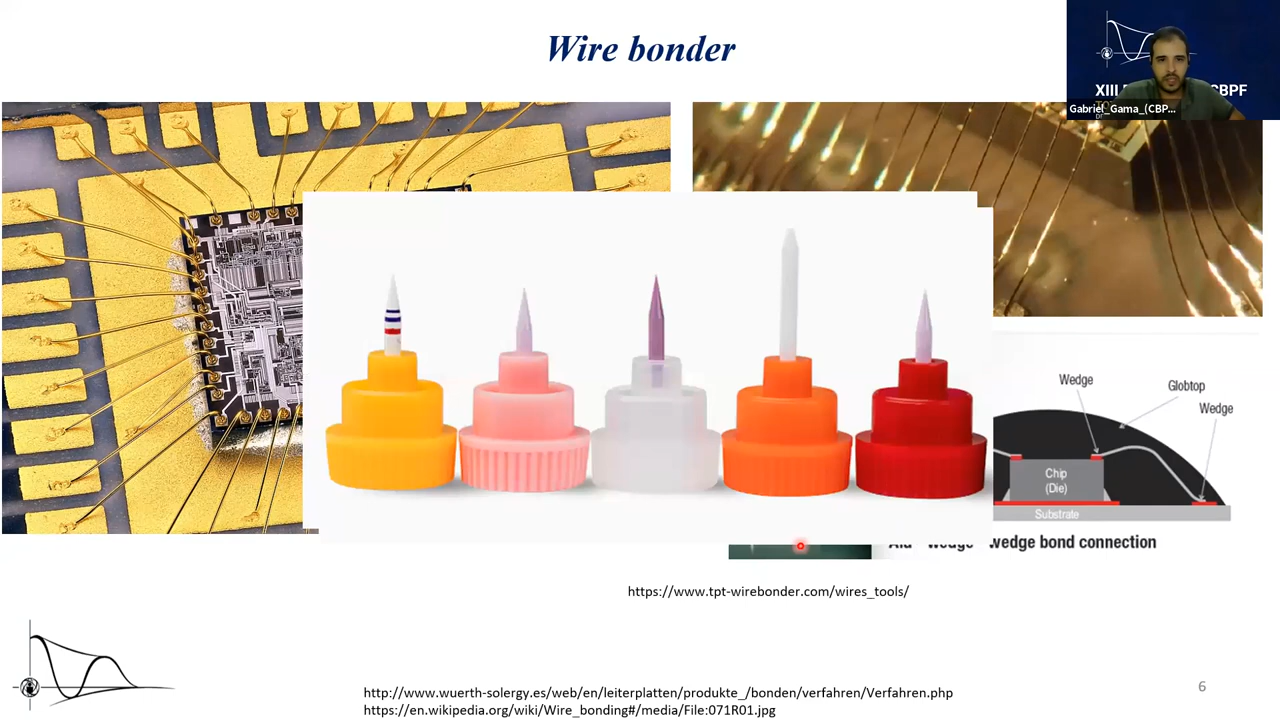 Wire bonder
XIII
CBPF
Gabriel_Gama_(CBP...
Wedge
Globtop
Wedge
Chip
(Die)
Substrate
wedge bond connection
https://www.tpt-wirebonder.com/wires_tools/
http://www.wuerth-solergy.es/web/en/leiterplatten/produkte_/bonden/verfahren/Verfahren.php
https://en.wikipedia.org/wiki/Wire_bonding#/media/File:071R01.jpg
6